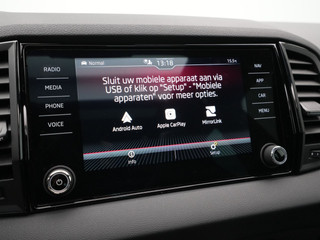 Normal 13:18 15.5°
RADIO
MEDIA
PHONE
VOICE
Sluit uw mobiele apparaat aan via
USB of klik op "Setup" - "Mobiele
apparaten" voor meer opties.
Android Auto Apple CarPlay MirrorLink
Info Setup
NAV
APP
CAR
MENU